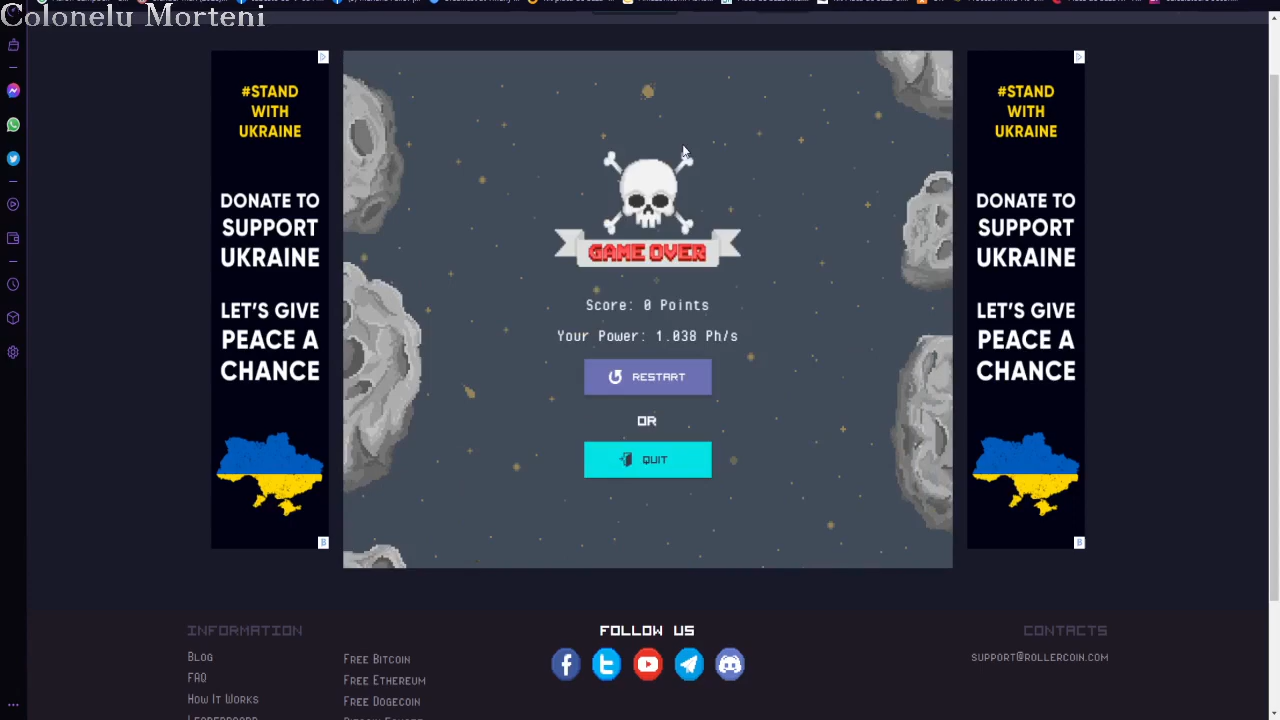 Colonelu Morteni
#STAND
WITH
UKRAINE
DONATE TO
SUPPORT
UKRAINE
LET'S GIVE
PEACE A
CHANCE
GAME OVER
Score: 0 Points
Your Power: 1.038 Ph/s
RESTART
OR
QUIT
#STAND
WITH
UKRAINE
DONATE TO
SUPPORT
UKRAINE
LET'S GIVE
PEACE A
CHANCE
INFORMATION
BLOG
FAQ
HOW IT WORKS
FREE BITCOIN
FREE ETHEREUM
FREE DOGECOIN
FOLLOW US
CONTACTS
SUPPORT@ROLLERCOIN.COM